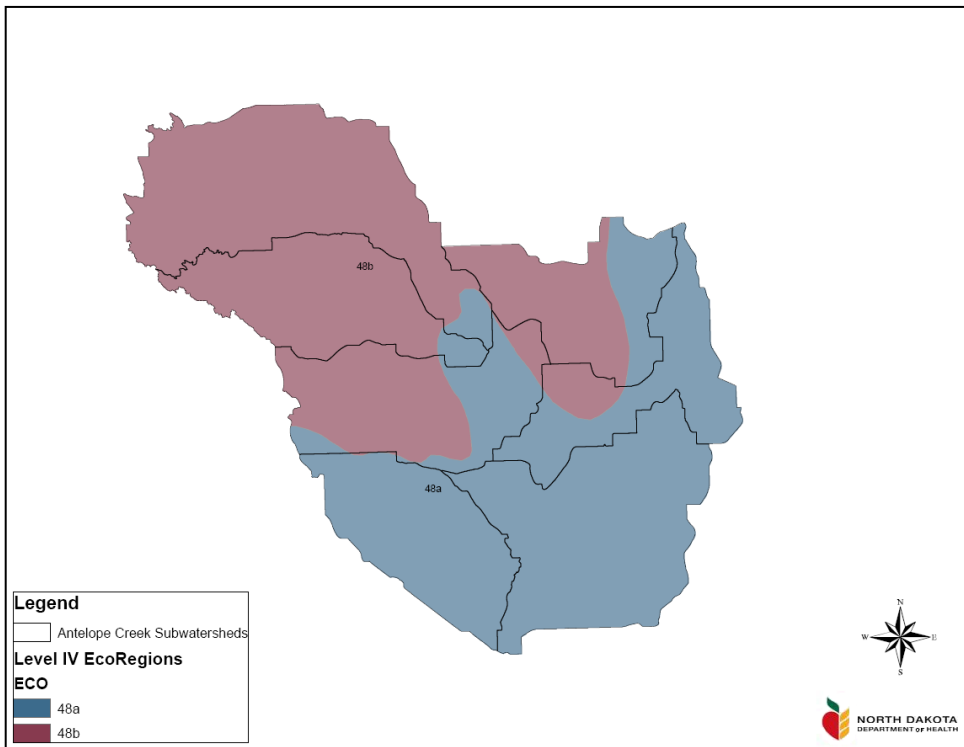 48b
48a
Legend
Antelope Creek Subwatersheds
Level IV EcoRegions
ECO
48a
48b
N
W E
S
NORTH DAKOTA
DEPARTMENT of HEALTH